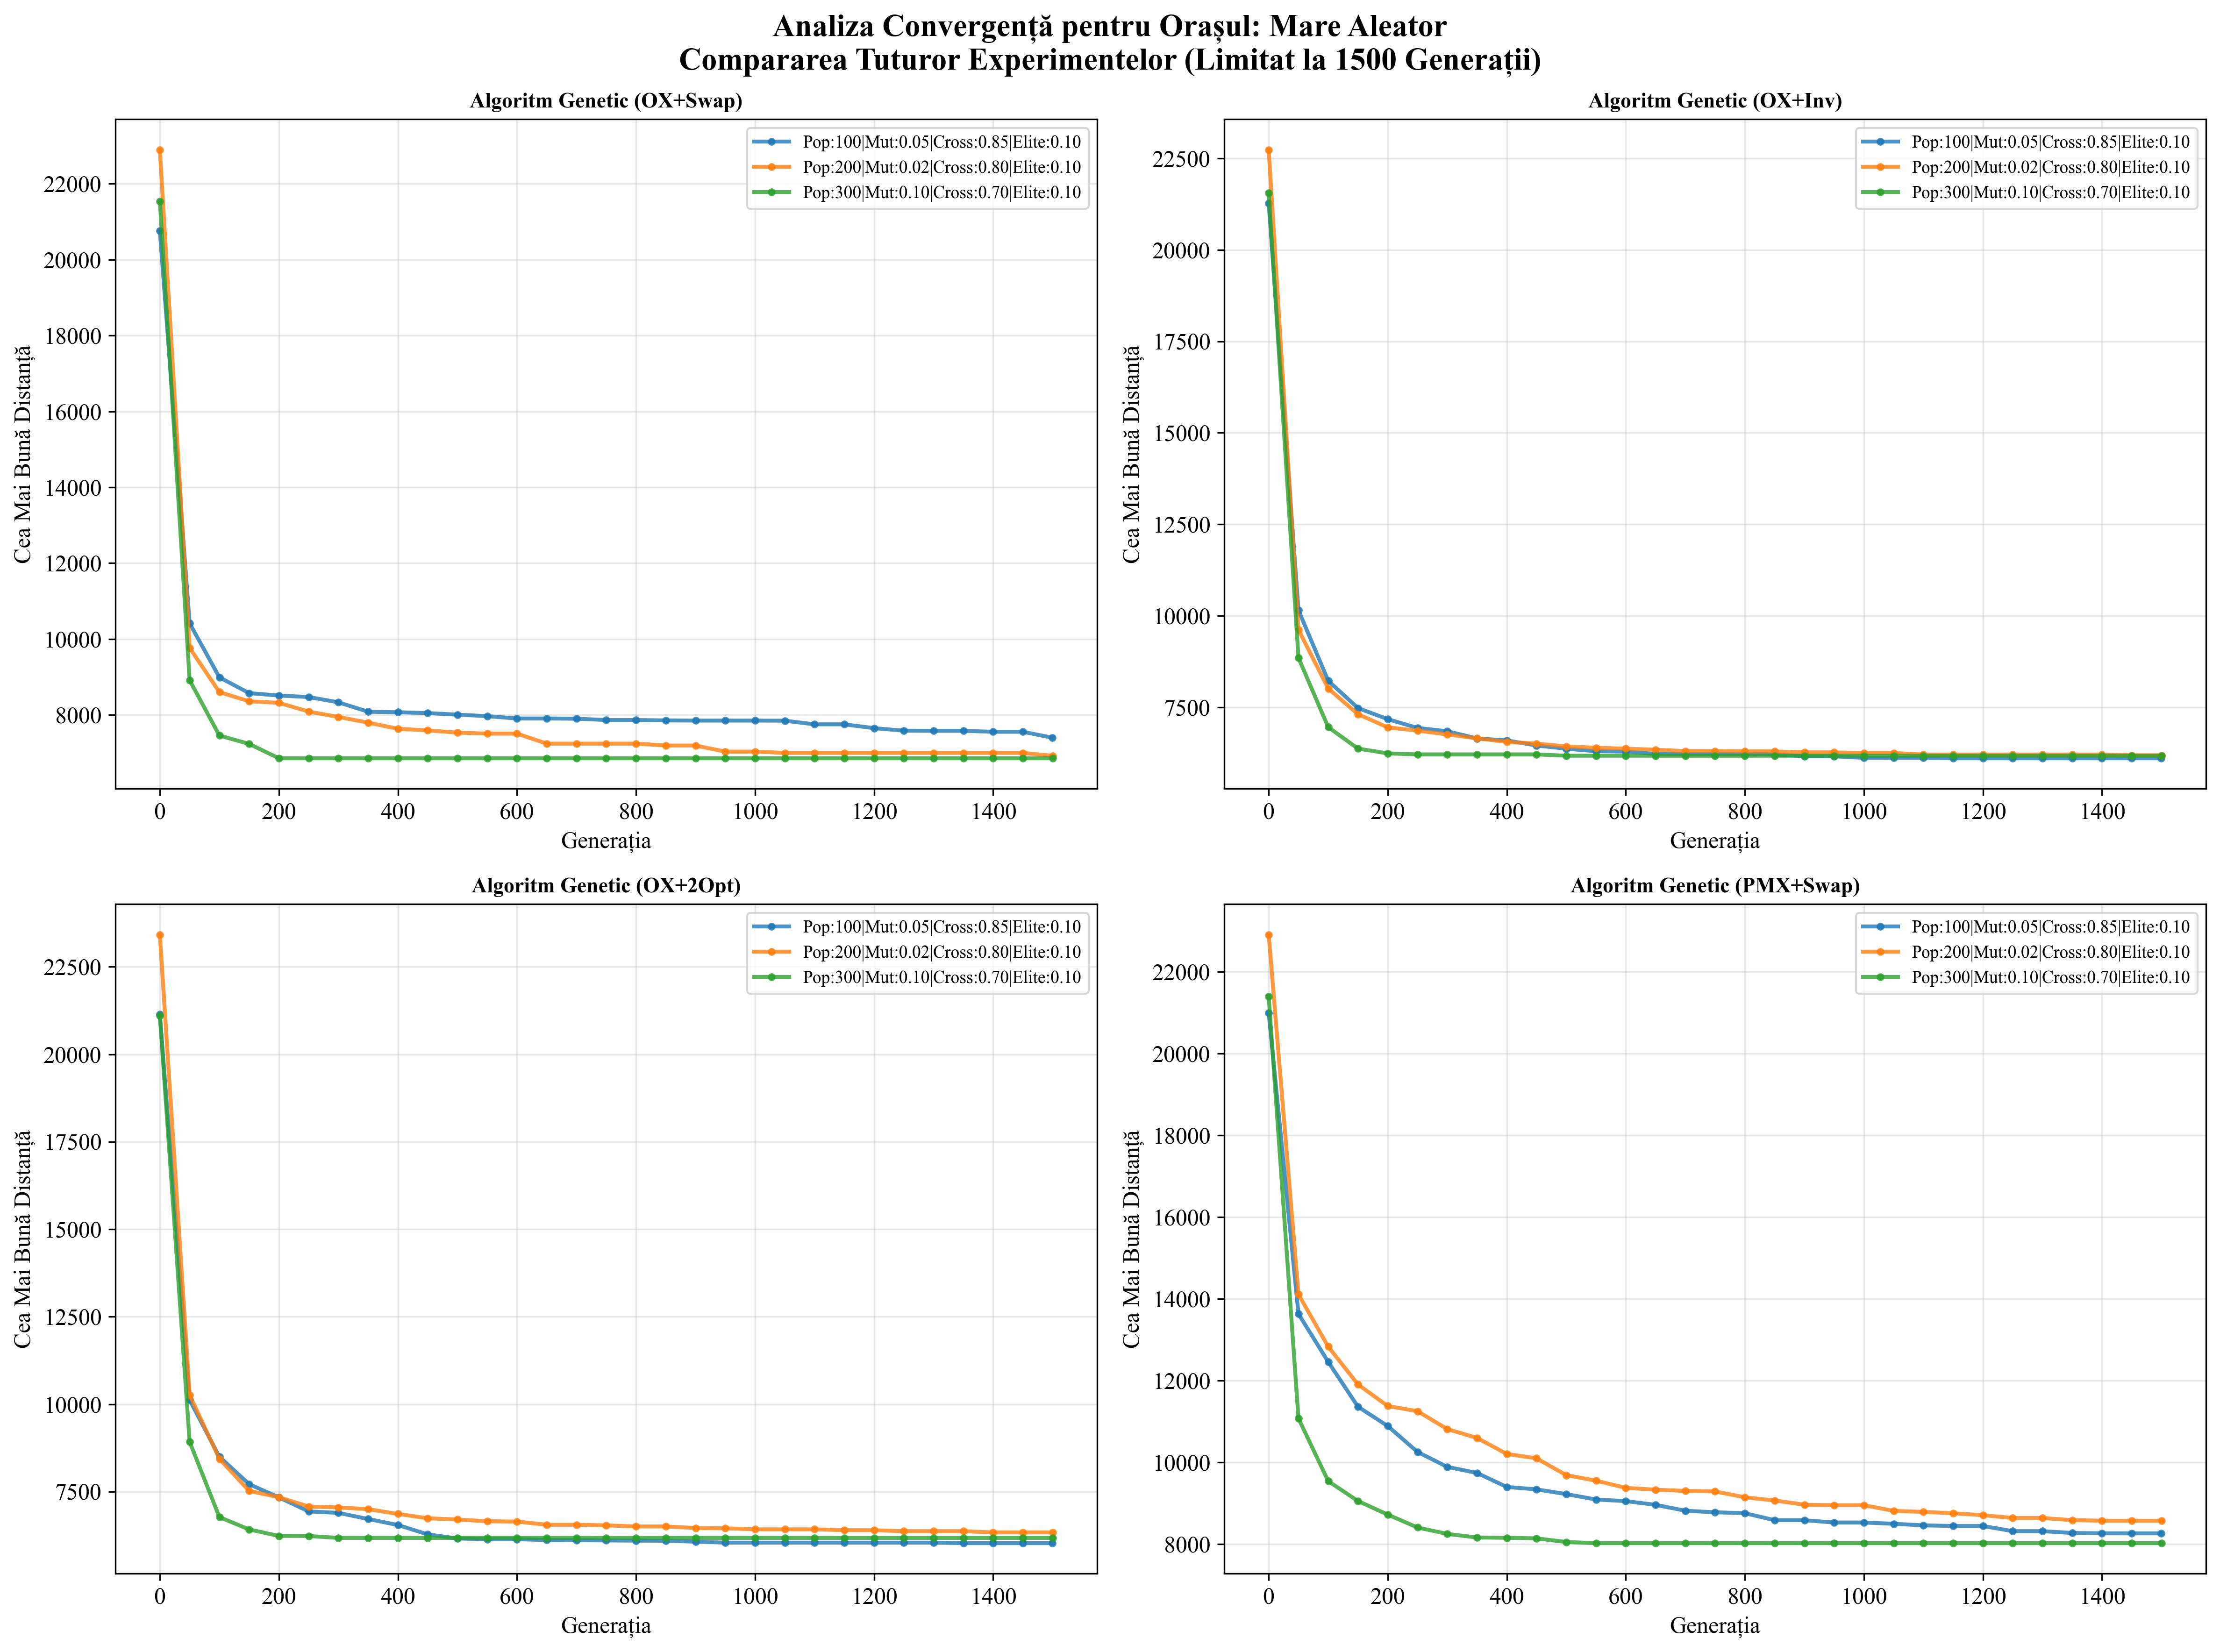 Analiza Convergență pentru Orașul: Mare Aleator
Compararea Tuturor Experimentelor (Limitat la 1500 Generații)
Algoritm Genetic (OX+Swap)
Pop:100|Mut:0.05|Cross:0.85|Elite:0.10
Pop:200|Mut:0.02|Cross:0.80|Elite:0.10
Pop:300|Mut:0.10|Cross:0.70|Elite:0.10
Cea Mai Bună Distanță
22000
20000
18000
16000
14000
12000
10000
8000
0 200 400 600 800 1000 1200 1400
Generația
Algoritm Genetic (OX+Inv)
Pop:100|Mut:0.05|Cross:0.85|Elite:0.10
Pop:200|Mut:0.02|Cross:0.80|Elite:0.10
Pop:300|Mut:0.10|Cross:0.70|Elite:0.10
Cea Mai Bună Distanță
22500
20000
17500
15000
12500
10000
7500
0 200 400 600 800 1000 1200 1400
Generația
Algoritm Genetic (OX+2Opt)
Pop:100|Mut:0.05|Cross:0.85|Elite:0.10
Pop:200|Mut:0.02|Cross:0.80|Elite:0.10
Pop:300|Mut:0.10|Cross:0.70|Elite:0.10
Cea Mai Bună Distanță
22500
20000
17500
15000
12500
10000
7500
0 200 400 600 800 1000 1200 1400
Generația
Algoritm Genetic (PMX+Swap)
Pop:100|Mut:0.05|Cross:0.85|Elite:0.10
Pop:200|Mut:0.02|Cross:0.80|Elite:0.10
Pop:300|Mut:0.10|Cross:0.70|Elite:0.10
Cea Mai Bună Distanță
22000
20000
18000
16000
14000
12000
10000
8000
0 200 400 600 800 1000 1200 1400
Generația